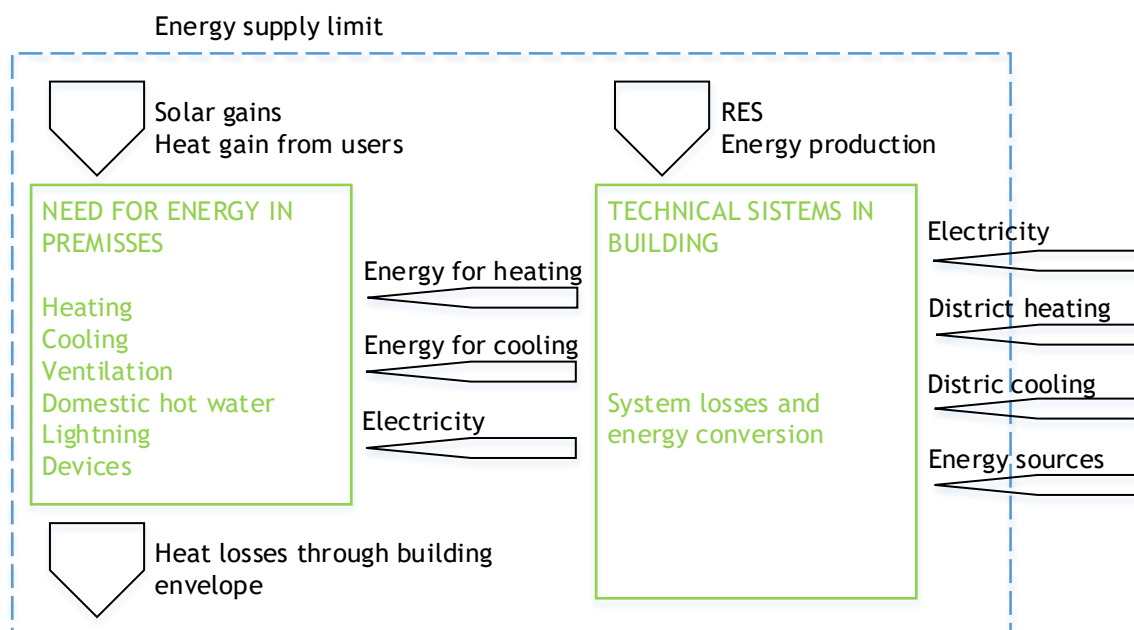 Energy supply limit
Solar gains
Heat gain from users
RES
Energy production
NEED FOR ENERGY IN
PREMISSES
Heating
Cooling
Ventilation
Domestic hot water
Lightning
Devices
Energy for heating
Energy for cooling
Electricity
TECHNICAL SISTEMS IN
BUILDING
System losses and
energy conversion
Electricity
District heating
Distric cooling
Energy sources
Heat losses through building
envelope